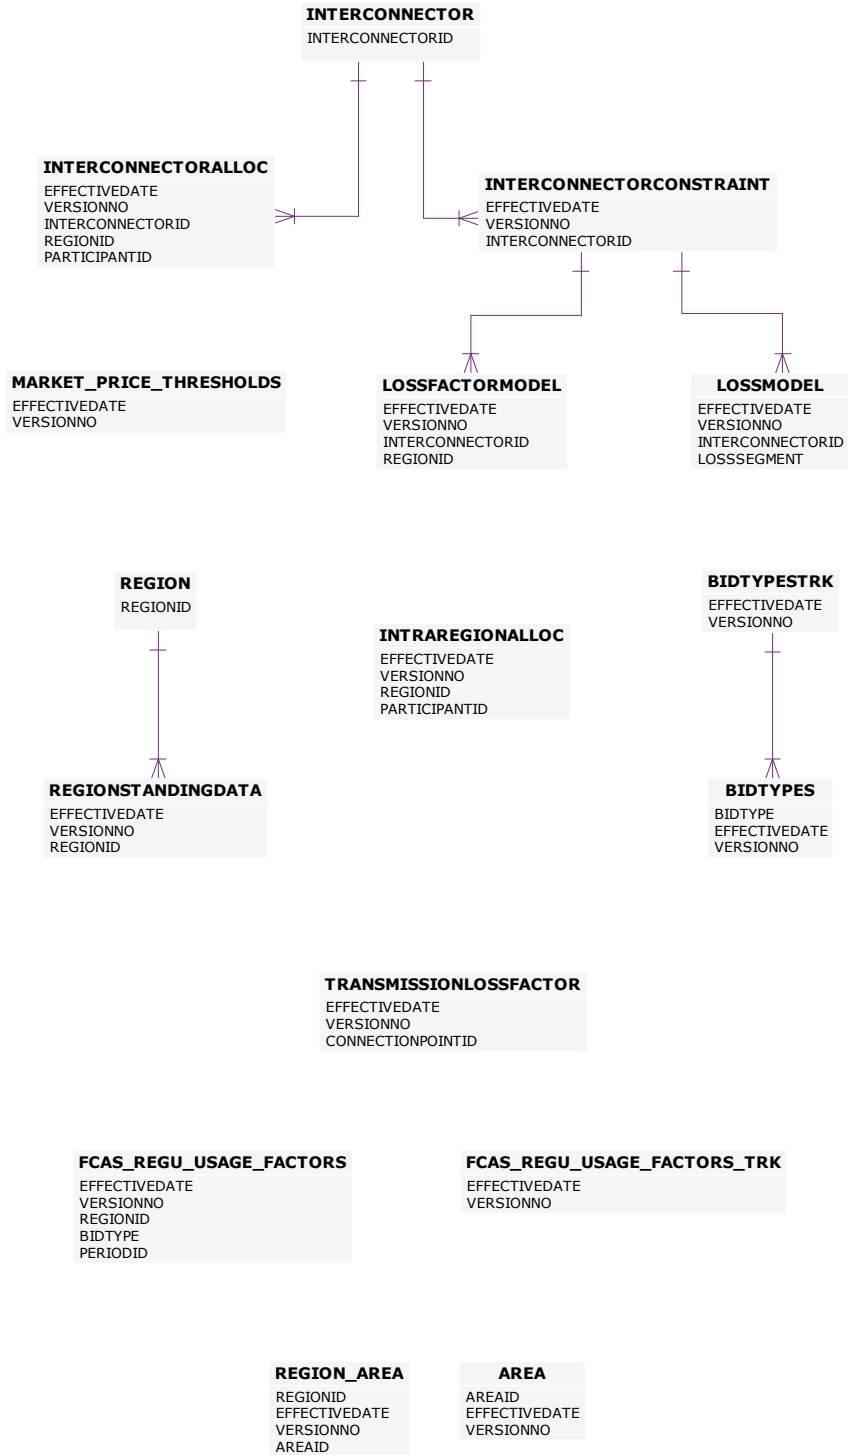 INTERCONNECTOR
INTERCONNECTORID
INTERCONNECTORALLOC
EFFECTIVEDATE
VERSIONNO
INTERCONNECTORID
REGIONID
PARTICIPANTID
INTERCONNECTORCONSTRAINT
EFFECTIVEDATE
VERSIONNO
INTERCONNECTORID
MARKET_PRICE_THRESHOLDS
EFFECTIVEDATE
VERSIONNO
LOSSFACTORMODEL
EFFECTIVEDATE
VERSIONNO
INTERCONNECTORID
REGIONID
LOSSMODEL
EFFECTIVEDATE
VERSIONNO
INTERCONNECTORID
LOSSSEGMENT
REGION
REGIONID
INTRAREGIONALLOC
EFFECTIVEDATE
VERSIONNO
REGIONID
PARTICIPANTID
BIDTYPESTRK
EFFECTIVEDATE
VERSIONNO
REGIONSTANDINGDATA
EFFECTIVEDATE
VERSIONNO
REGIONID
BIDTYPES
BIDTYPE
EFFECTIVEDATE
VERSIONNO
TRANSMISSIONLOSSFACTOR
EFFECTIVEDATE
VERSIONNO
CONNECTIONPOINTID
FCAS_REGU_USAGE_FACTORS
EFFECTIVEDATE
VERSIONNO
REGIONID
BIDTYPE
PERIODID
FCAS_REGU_USAGE_FACTORS_TRK
EFFECTIVEDATE
VERSIONNO
REGION_AREA
REGIONID
EFFECTIVEDATE
VERSIONNO
AREAID
AREA
AREAID
EFFECTIVEDATE
VERSIONNO